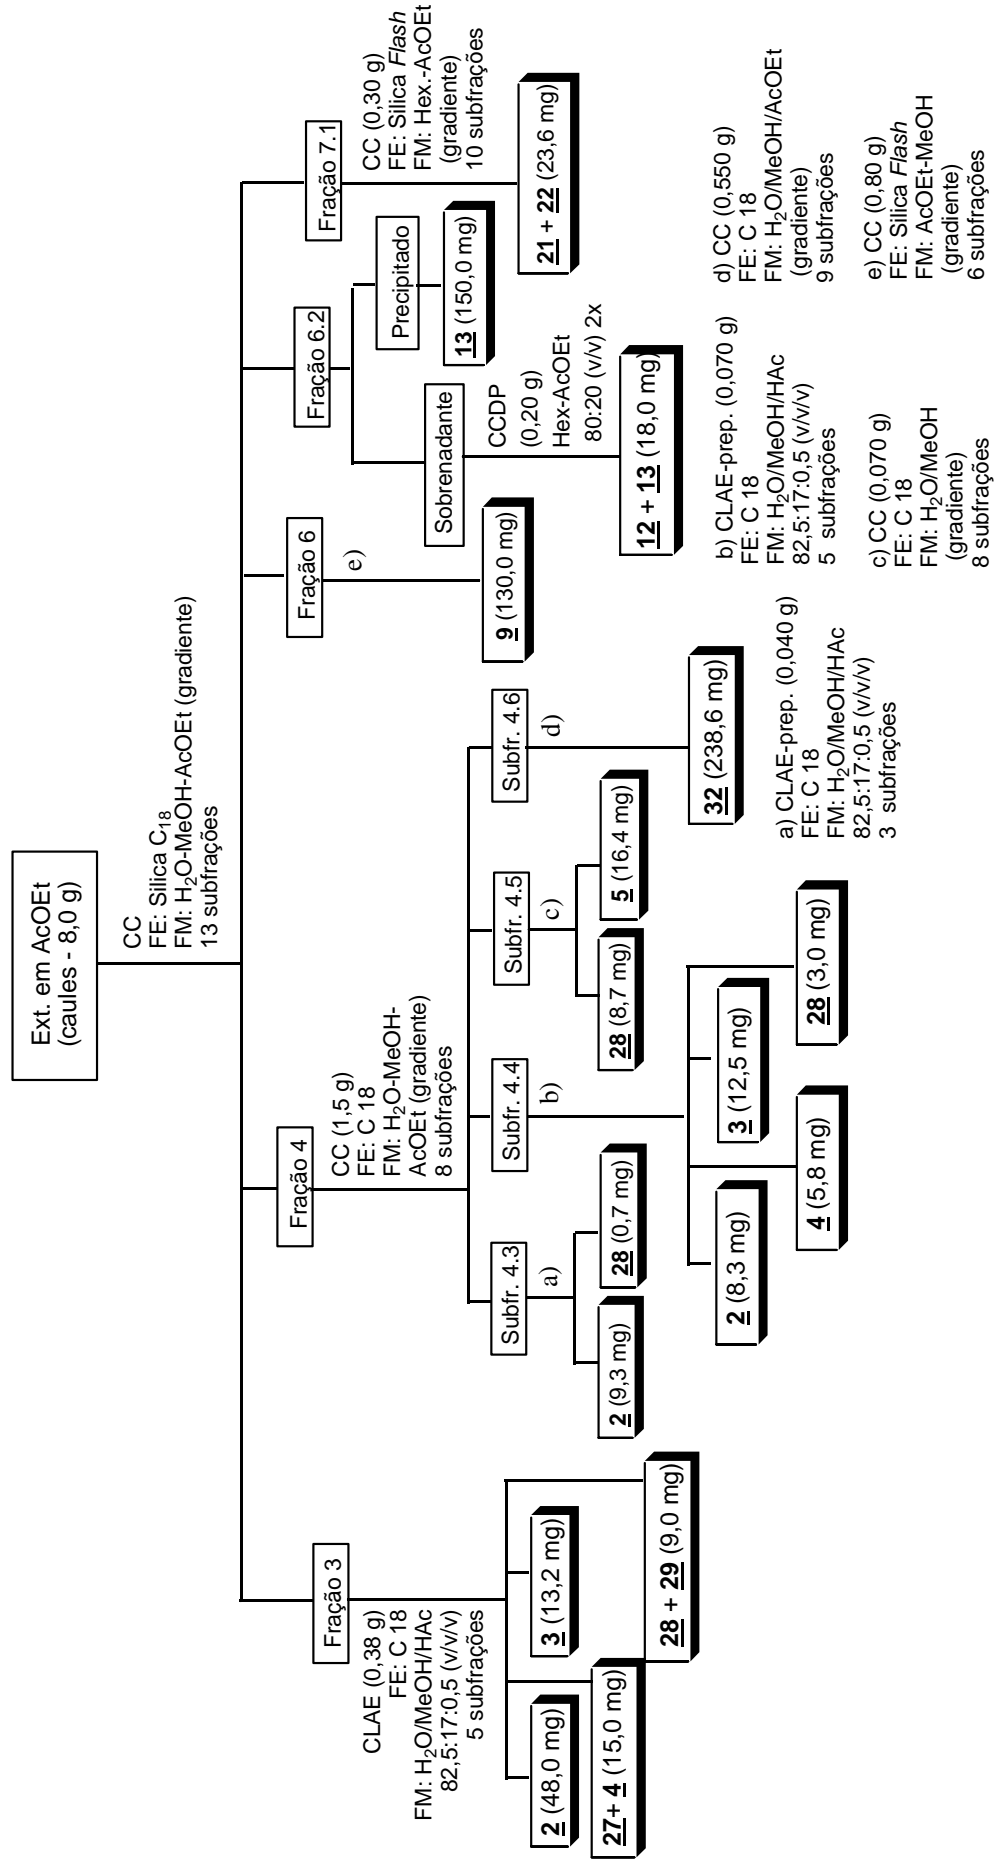 Ext. em AcOEt
(caules - 8,0 g)
CC
FE: Silica C18
FM: H2O-MeOH-AcOEt (gradiente)
13 subfrações
Fração 3
CLAE (0,38 g)
FE: C 18
FM: H2O/MeOH/HAc
82,5:17:0,5 (v/v/v)
5 subfrações
2 (48,0 mg)
27+ 4 (15,0 mg)
3 (13,2 mg)
28 + 29 (9,0 mg)
Fração 4
CC (1,5 g)
FE: C 18
FM: H2O-MeOH-
AcOEt (gradiente)
8 subfrações
Subfr. 4.3
a)
2 (9,3 mg)
28 (0,7 mg)
Subfr. 4.4
b)
2 (8,3 mg)
4 (5,8 mg)
3 (12,5 mg)
28 (3,0 mg)
Subfr. 4.5
c)
28 (8,7 mg)
5 (16,4 mg)
Subfr. 4.6
d)
32 (238,6 mg)
Fração 6
e)
9 (130,0 mg)
Fração 6.2
Sobrenadante
CCDP
(0,20 g)
Hex-AcOEt
80:20 (v/v) 2x
12 + 13 (18,0 mg)
Precipitado
13 (150,0 mg)
Fração 7.1
CC (0,30 g)
FE: Silica Flash
FM: Hex.-AcOEt
(gradiente)
10 subfrações
21 + 22 (23,6 mg)
a) CLAE-prep. (0,040 g)
FE: C 18
FM: H2O/MeOH/HAc
82,5:17:0,5 (v/v/v)
3 subfrações
b) CLAE-prep. (0,070 g)
FE: C 18
FM: H2O/MeOH/HAc
82,5:17:0,5 (v/v/v)
5 subfrações
c) CC (0,070 g)
FE: C 18
FM: H2O/MeOH
(gradiente)
8 subfrações
d) CC (0,550 g)
FE: C 18
FM: H2O/MeOH/AcOEt
(gradiente)
9 subfrações
e) CC (0,80 g)
FE: Silica Flash
FM: AcOEt-MeOH
(gradiente)
6 subfrações